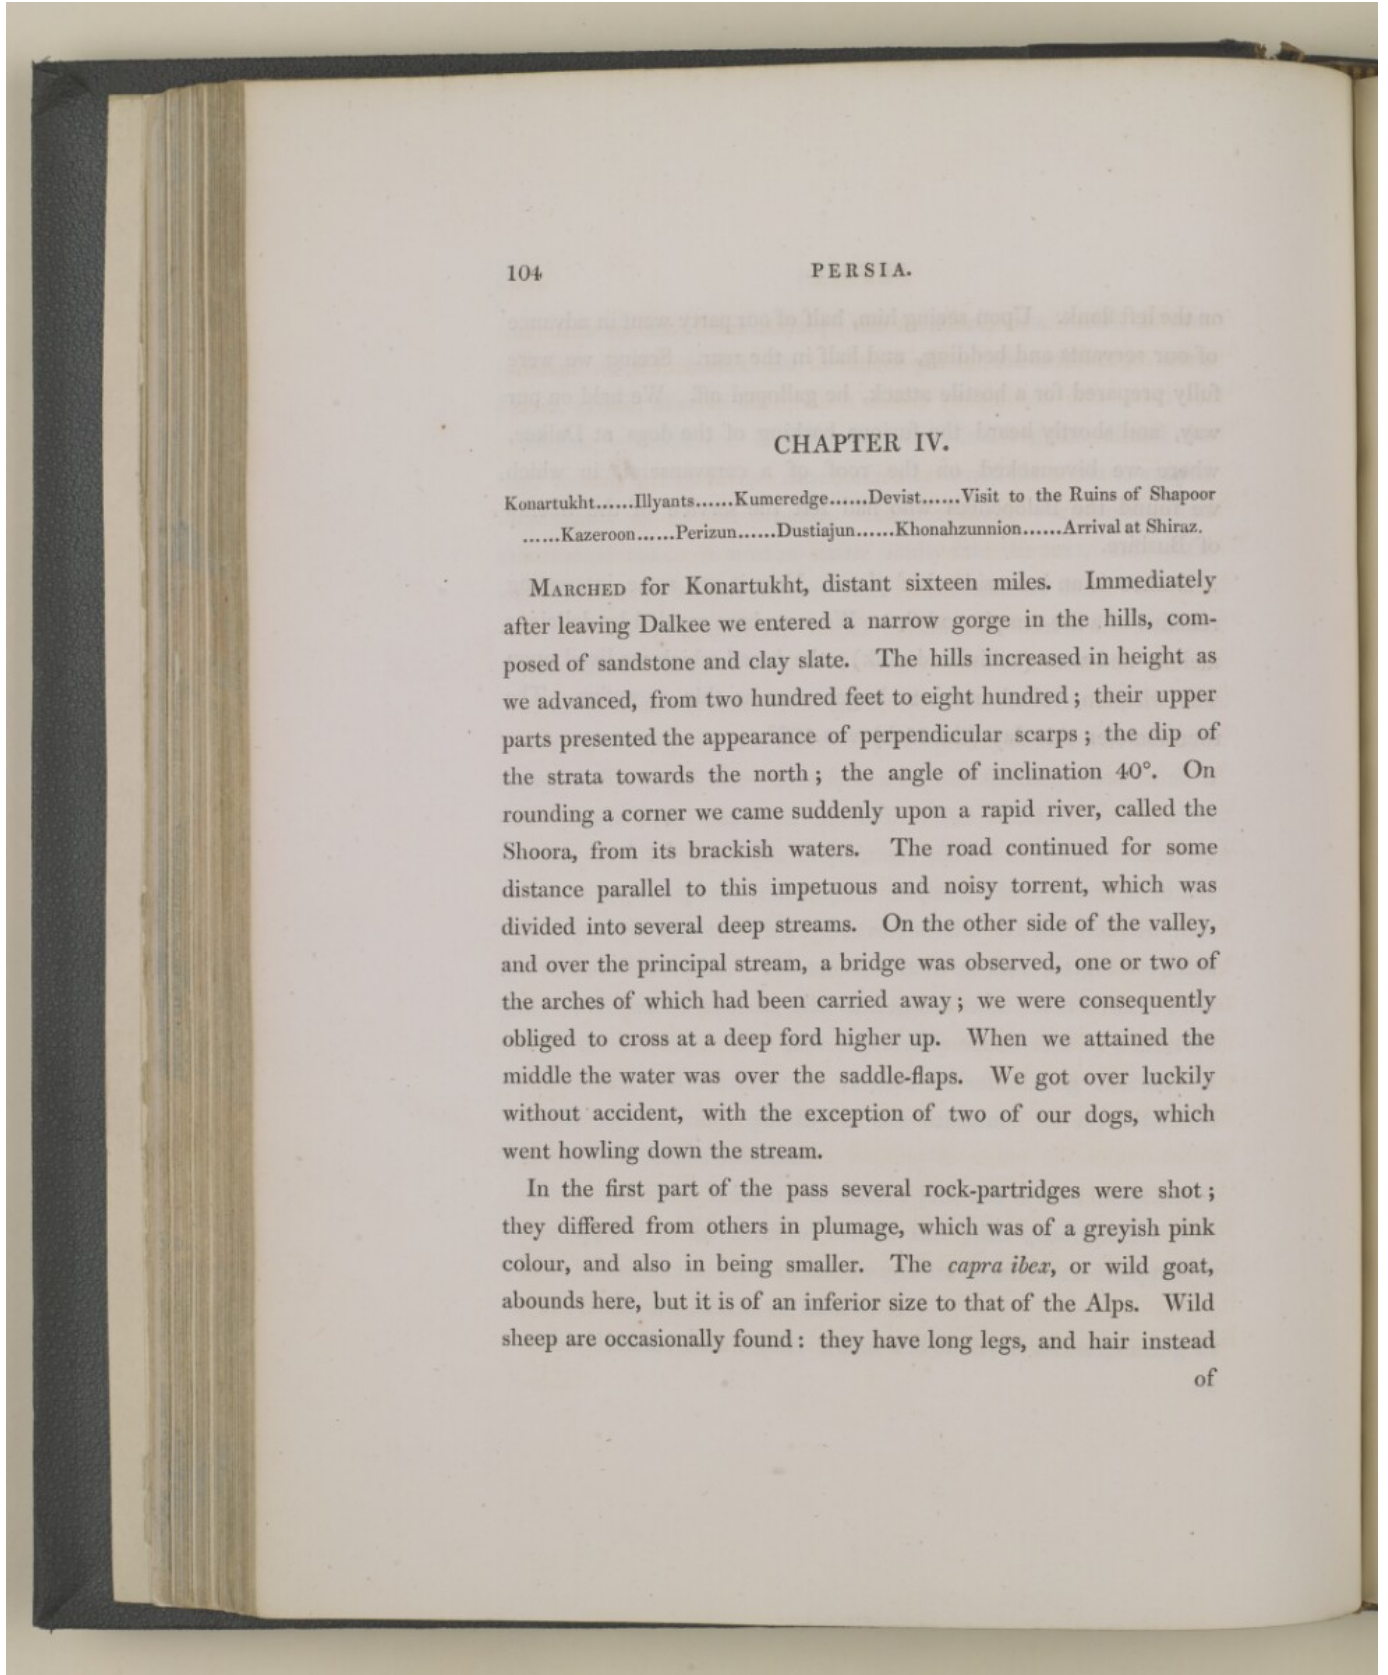 104 PERSIA.
CHAPTER IV.
Konartukht......Illyants......Kumeredge......Devist......Visit to the Ruins of Shapoor
......Kazeroon......Perizun......Dustiajun......Khonahzunnion......Arrival at Shiraz.
MARCHED for Konartukht, distant sixteen miles. Immediately
after leaving Dalkee we entered a narrow gorge in the hills, com-
posed of sandstone and clay slate. The hills increased in height as
we advanced, from two hundred feet to eight hundred; their upper
parts presented the appearance of perpendicular scarps; the dip of
the strata towards the north; the angle of inclination 40°. On
rounding a corner we came suddenly upon a rapid river, called the
Shoora, from its brackish waters. The road continued for some
distance parallel to this impetuous and noisy torrent, which was
divided into several deep streams. On the other side of the valley,
and over the principal stream, a bridge was observed, one or two of
the arches of which had been carried away; we were consequently
obliged to cross at a deep ford higher up. When we attained the
middle the water was over the saddle-flaps. We got over luckily
without accident, with the exception of two of our dogs, which
went howling down the stream.
In the first part of the pass several rock-partridges were shot;
they differed from others in plumage, which was of a greyish pink
colour, and also in being smaller. The capra ibex, or wild goat,
abounds here, but it is of an inferior size to that of the Alps. Wild
sheep are occasionally found: they have long legs, and hair instead
of